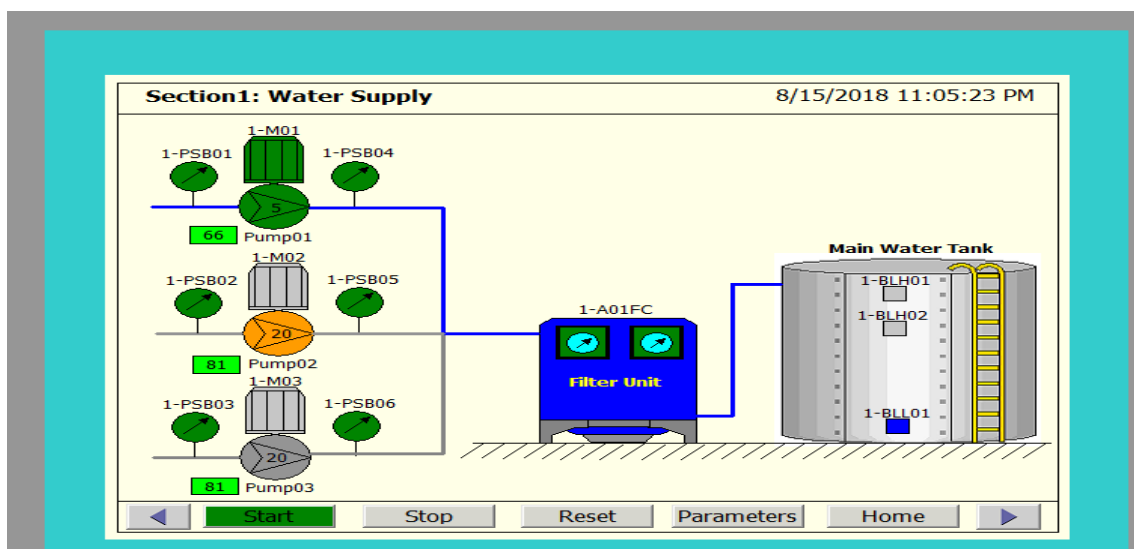 Section1: Water Supply 8/15/2018 11:05:23 PM
1-M01
1-PSB01 1-PSB04
5
66 Pump01
1-M02
1-PSB02 1-PSB05
20
81 Pump02
1-M03
1-PSB03 1-PSB06
20
81 Pump03
1-A01FC
Filter Unit
Main Water Tank
1-BLH01
1-BLH02
1-BLL01
Start Stop Reset Parameters Home